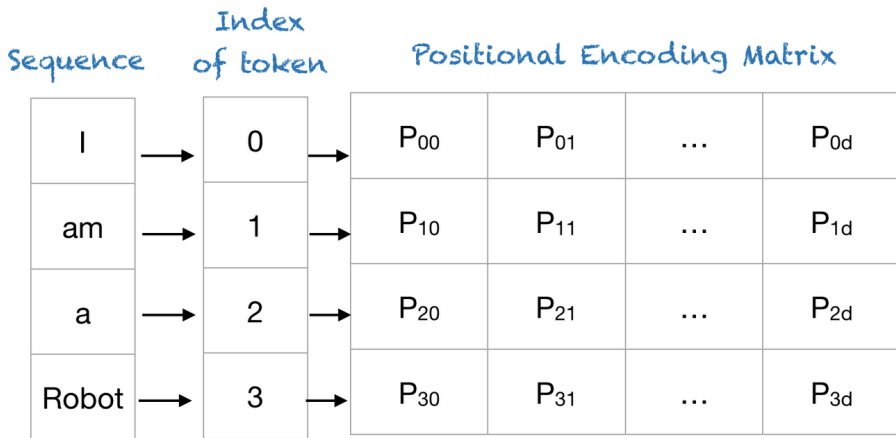 Index
Sequence of token Positional Encoding Matrix
I 0 P₀₀ P₀₁ ... P₀d
am 1 P₁₀ P₁₁ ... P₁d
a 2 P₂₀ P₂₁ ... P₂d
Robot 3 P₃₀ P₃₁ ... P₃d